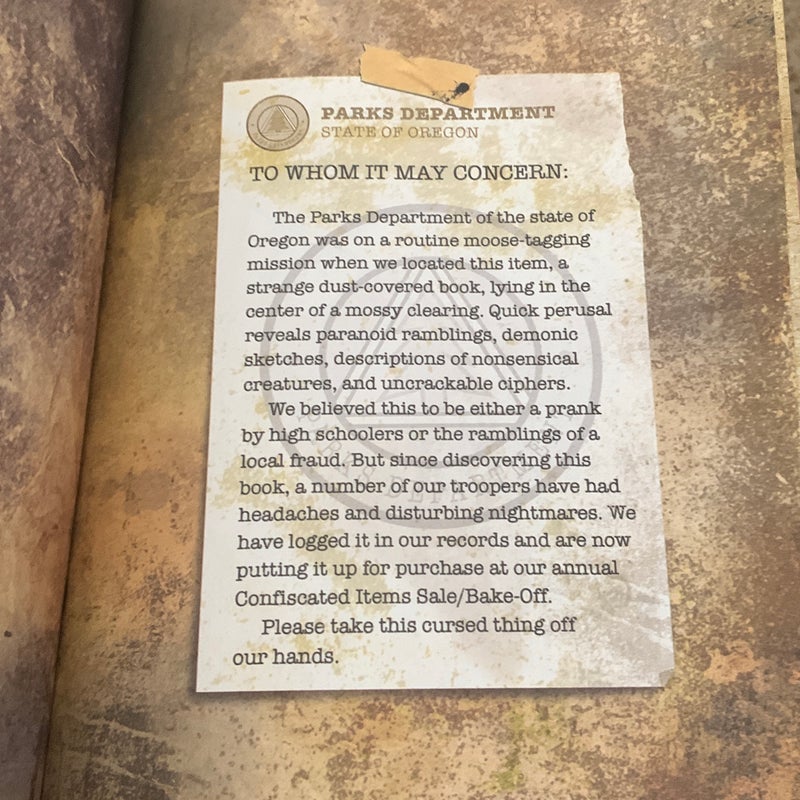 PARKS DEPARTMENT
STATE OF OREGON
TO WHOM IT MAY CONCERN:
The Parks Department of the state of
Oregon was on a routine moose-tagging
mission when we located this item, a
strange dust-covered book, lying in the
center of a mossy clearing. Quick perusal
reveals paranoid ramblings, demonic
sketches, descriptions of nonsensical
creatures, and uncrackable ciphers.
We believed this to be either a prank
by high schoolers or the ramblings of a
local fraud. But since discovering this
book, a number of our troopers have had
headaches and disturbing nightmares. We
have logged it in our records and are now
putting it up for purchase at our annual
Confiscated Items Sale/Bake-Off.
Please take this cursed thing off
our hands.